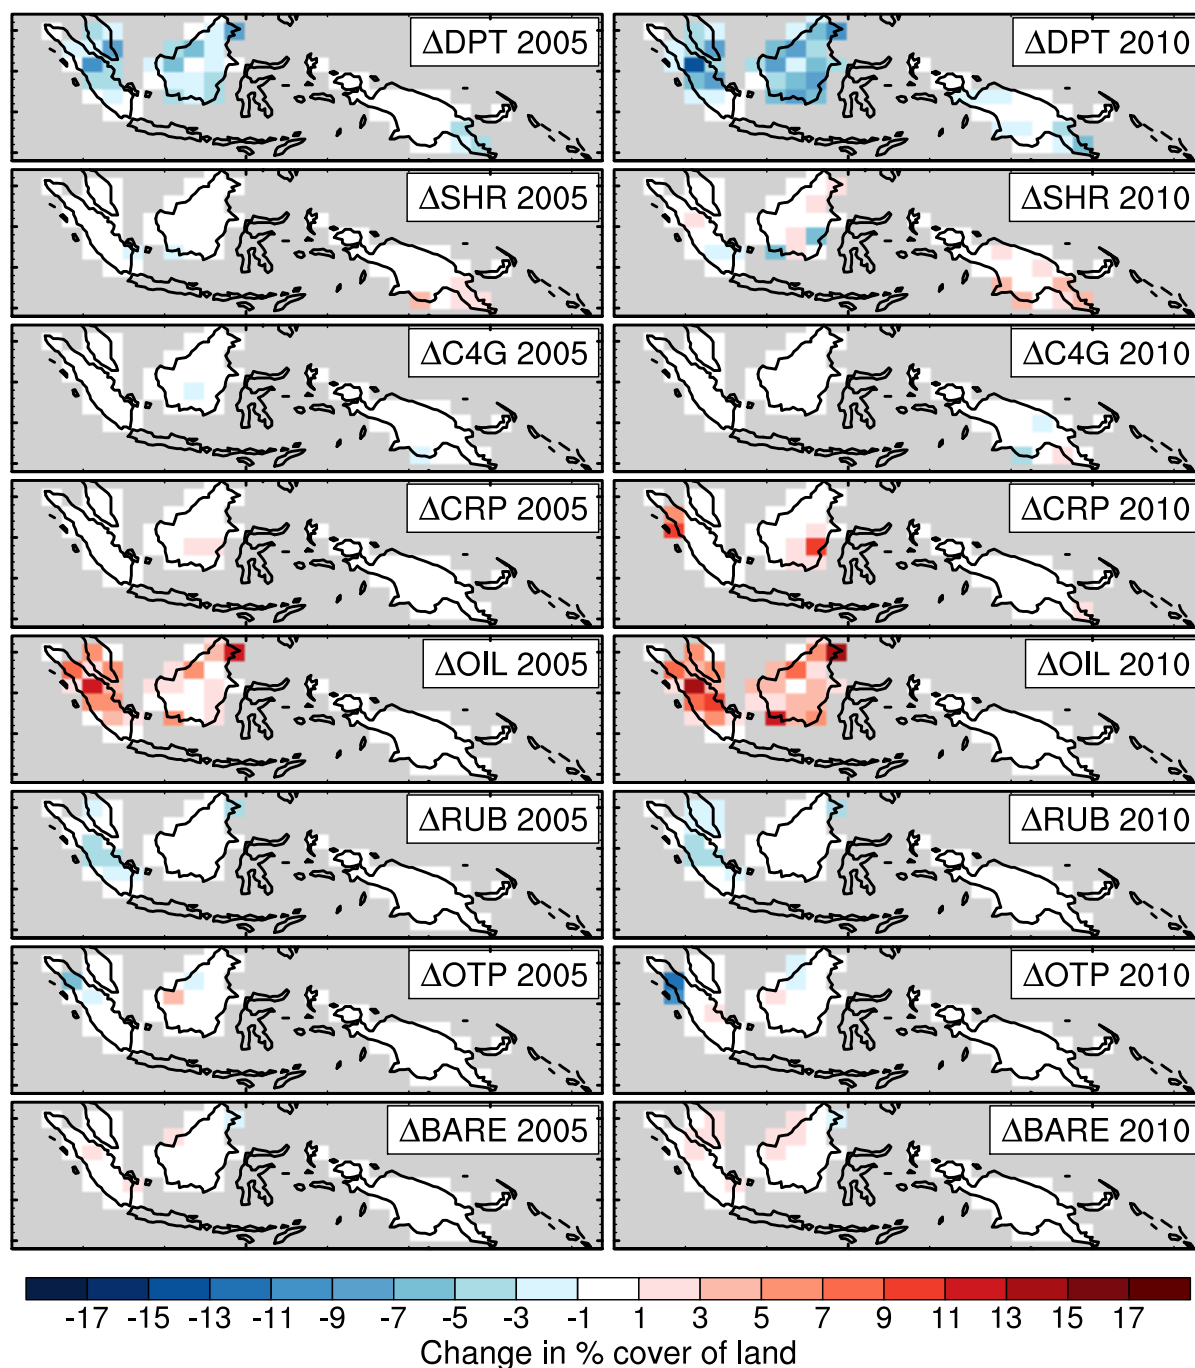 ΔDPT 2005
ΔDPT 2010
ΔSHR 2005
ΔSHR 2010
ΔC4G 2005
ΔC4G 2010
ΔCRP 2005
ΔCRP 2010
ΔOIL 2005
ΔOIL 2010
ΔRUB 2005
ΔRUB 2010
ΔOTP 2005
ΔOTP 2010
ΔBARE 2005
ΔBARE 2010
-17 -15 -13 -11 -9 -7 -5 -3 -1 1 3 5 7 9 11 13 15 17
Change in % cover of land